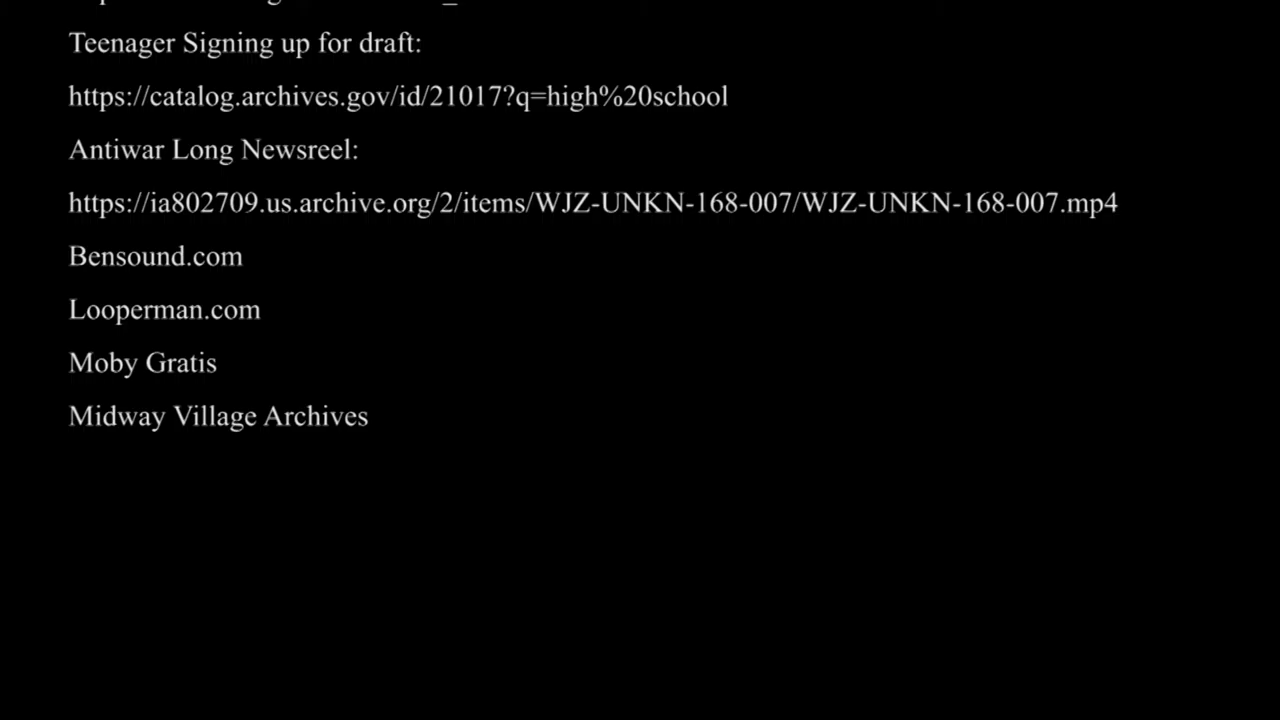 Teenager Signing up for draft:
https://catalog.archives.gov/id/21017?q=high%20school
Antiwar Long Newsreel:
https://ia802709.us.archive.org/2/items/WJZ-UNKN-168-007/WJZ-UNKN-168-007.mp4
Bensound.com
Looperman.com
Moby Gratis
Midway Village Archives